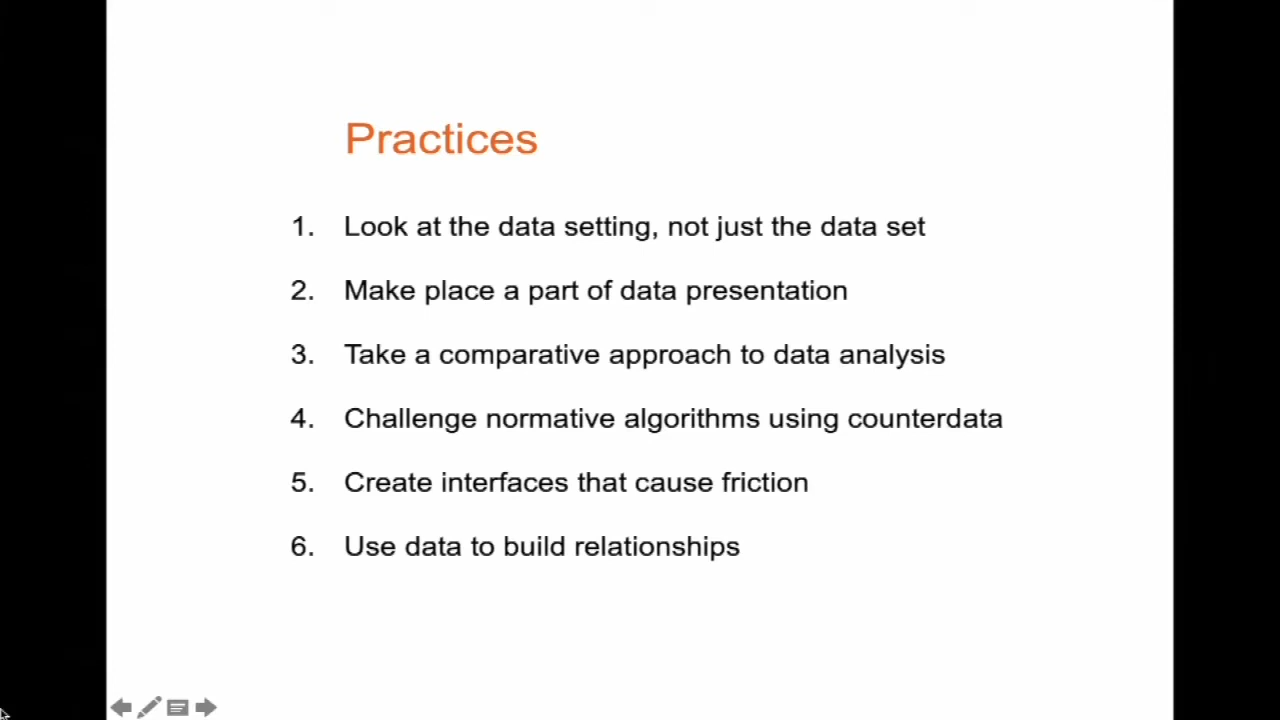 Practices
1. Look at the data setting, not just the data set
2. Make place a part of data presentation
3. Take a comparative approach to data analysis
4. Challenge normative algorithms using counterdata
5. Create interfaces that cause friction
6. Use data to build relationships